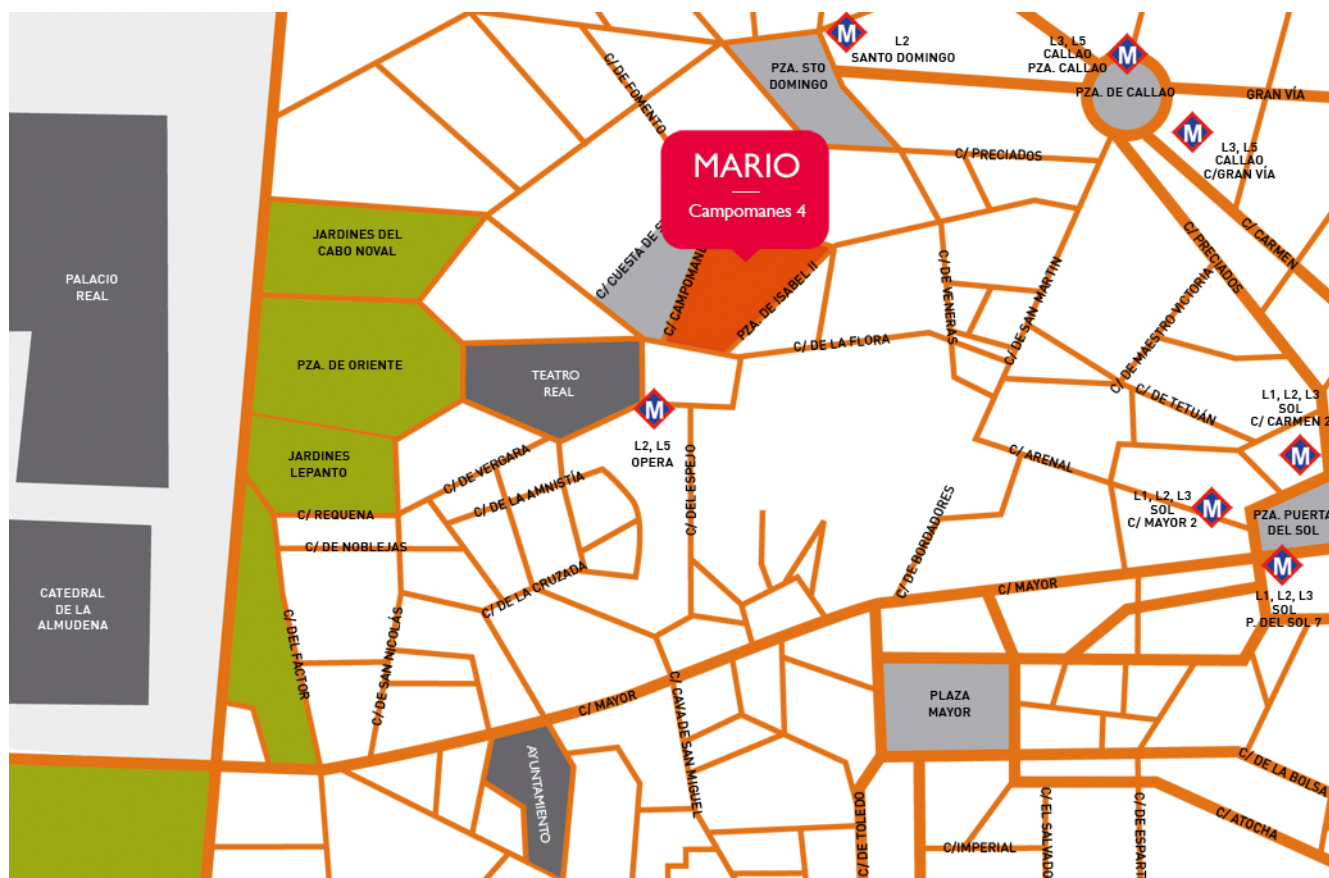 L2
SANTO DOMINGO
L3, L5
CALLAO
PZA. CALLAO
PZA. STO
DOMINGO
PZA. DE CALLAO
GRAN VÍA
C/ DE FOMENTO
L3, L5
CALLAO
C/GRAN VÍA
C/ PRECIADOS
MARIO
Campomanes 4
JARDINES DEL
CABO NOVAL
C/ CUESTA DE
C/ CARMEN
C/ PRECIADOS
PALACIO
REAL
C/
PZA. DE ISABEL II
C/ DE VENERAS
C/ DE SAN MARTIN
C/ DE MAESTRO VICTORIA
C/ DE LA FLORA
PZA. DE ORIENTE
TEATRO
REAL
C/ DE TETUÁN
L1, L2, L3
SOL
C/ CARMEN 2
L2, L5
OPERA
JARDINES
LEPANTO
C/ DE VERGARA
C/ DE LA AMNISTÍA
C/ DEL ESPEJO
C/ ARENAL
L1, L2, L3
SOL
C/ MAYOR 2
PZA. PUERTA
DEL SOL
C/ REQUENA
C/ DE NOBLEJAS
C/ DE BORDADORES
C/ MAYOR
C/ DE LA CRUZADA
L1, L2, L3
SOL
P. DEL SOL 7
CATEDRAL
DE LA
ALMUDENA
C/ DEL FACTOR
C/ DE SAN NICOLÁS
C/ MAYOR
C/ CAVA DE SAN MIGUEL
PLAZA
MAYOR
AYUNTAMIENTO
C/ DE TOLEDO
C/IMPERIAL
C/ EL SALVADO
C/ DE ESPART
C/ DE LA BOLSA
C/ ATOCHA